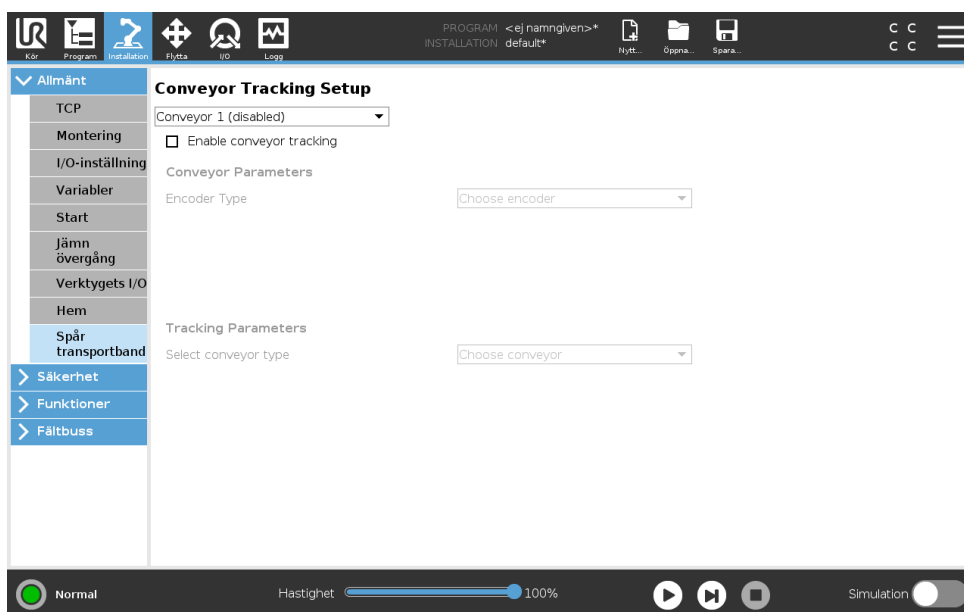 UR
PROGRAM <ej namngiven>*
INSTALLATION default*
C C
C C
Kör Program Installation Flytta I/O Logg Nytt... Öppna... Spara...
Allmänt
TCP
Montering
I/O-inställning
Variabler
Start
Jämn
övergång
Verktygets I/O
Hem
Spår
transportband
Säkerhet
Funktioner
Fältbuss
Conveyor Tracking Setup
Conveyor 1 (disabled)
Enable conveyor tracking
Conveyor Parameters
Encoder Type Choose encoder
Tracking Parameters
Select conveyor type Choose conveyor
Normal Hastighet 100% Simulation